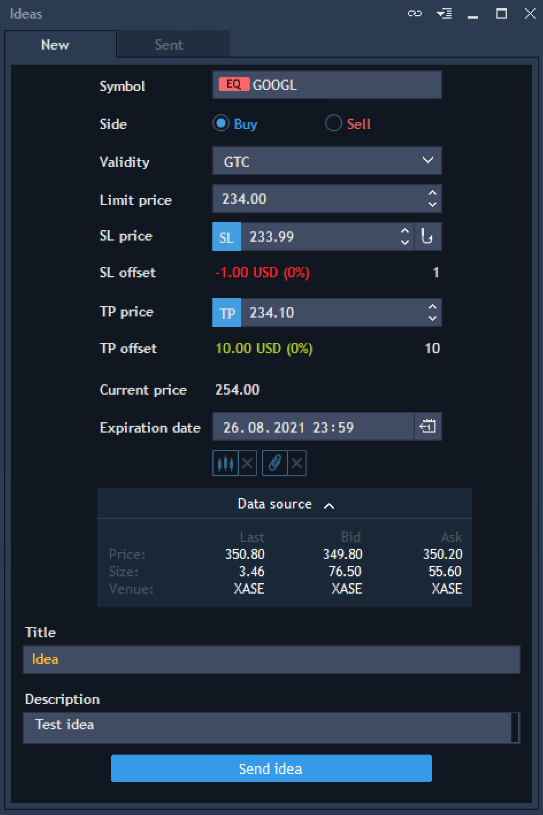 Ideas
New Sent
Symbol EQ GOOGL
Side Buy Sell
Validity GTC
Limit price 234.00
SL price SL 233.99
SL offset -1.00 USD (0%) 1
TP price TP 234.10
TP offset 10.00 USD (0%) 10
Current price 254.00
Expiration date 26.08.2021 23:59
Data source
Last Bid Ask
Price: 350.80 349.80 350.20
Size: 3.46 76.50 55.60
Venue: XASE XASE XASE
Title
Idea
Description
Test idea
Send idea